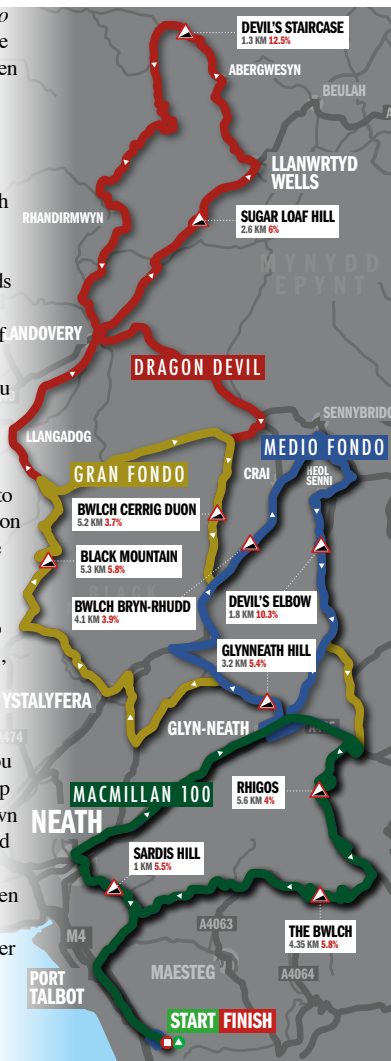 DEVIL'S STAIRCASE
1.3 KM 12.5%
ABERGWESYN
BEULAH
LLANWRTYD
WELLS
SUGAR LOAF HILL
2.6 KM 6%
RHANDIRMWYN
MYNYDD
EPYNT
LANDOVERY
DRAGON DEVIL
SENNYBRIDG
LLANGADOG
MEDIO FONDO
GRAN FONDO
CRAI
HEOL
SENNI
BWLCH CERRIG DUON
5.2 KM 3.7%
BLACK MOUNTAIN
5.3 KM 5.8%
BLACK
BWLCH BRYN-RHUDD
4.1 KM 3.9%
DEVIL'S ELBOW
1.8 KM 10.3%
GLYNNEATH HILL
3.2 KM 5.4%
YSTALYFERA
GLYN-NEATH
A474
MACMILLAN 100
RHIGOS
5.6 KM 4%
NEATH
SARDIS HILL
1 KM 5.5%
THE BWLCH
4.35 KM 5.8%
A4063
M4
MAESTEG
A4064
PORT
TALBOT
START FINISH